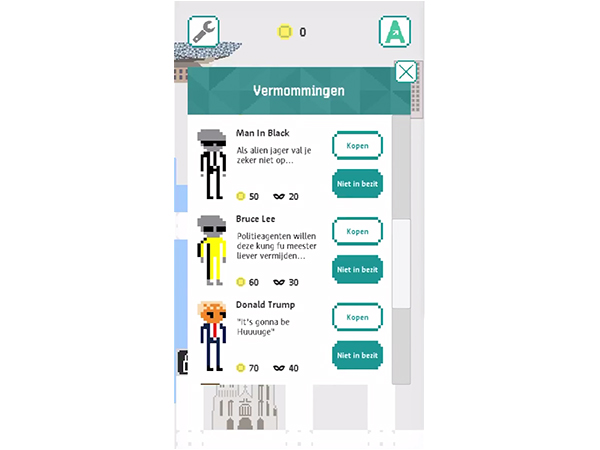 0
A
Vermommingen
Man In Black
Als alien jager val je
zeker niet op...
50
20
Kopen
Niet in bezit
Bruce Lee
Politieagenten willen
deze kung fu meester
liever vermijden...
60
30
Kopen
Niet in bezit
Donald Trump
"It's gonna be
Huuuuge"
70
40
Kopen
Niet in bezit